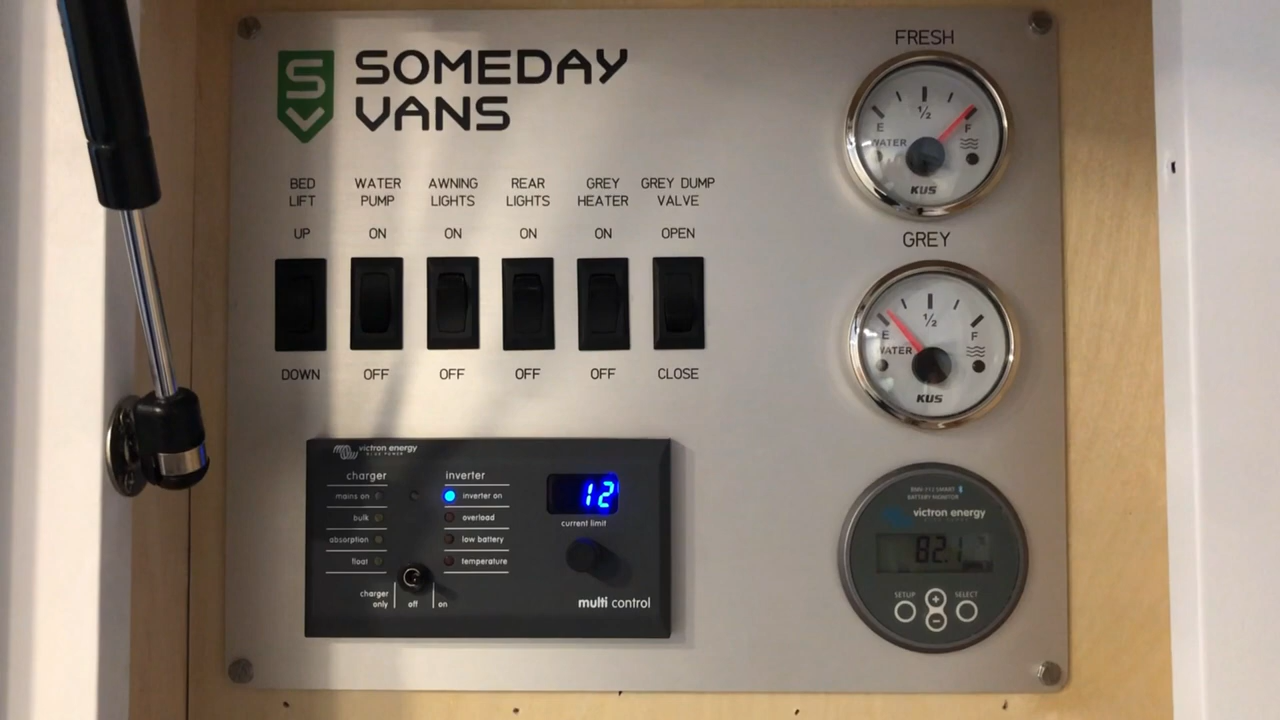 SOMEDAY
VANS
BED
LIFT
WATER
PUMP
AWNING
LIGHTS
REAR
LIGHTS
GREY
HEATER
GREY DUMP
VALVE
UP
ON
ON
ON
ON
OPEN
DOWN
OFF
OFF
OFF
OFF
CLOSE
FRESH
1/2
E
F
WATER
KUS
GREY
1/2
E
F
WATER
KUS
victron energy
BLUE POWER
charger
mains on
bulk
absorption
float
inverter
inverter on
overload
low battery
temperature
12
current limit
charger
only
off
on
multi control
BMV-712 SMART
BATTERY MONITOR
victron energy
82.1
SETUP
+
SELECT
-